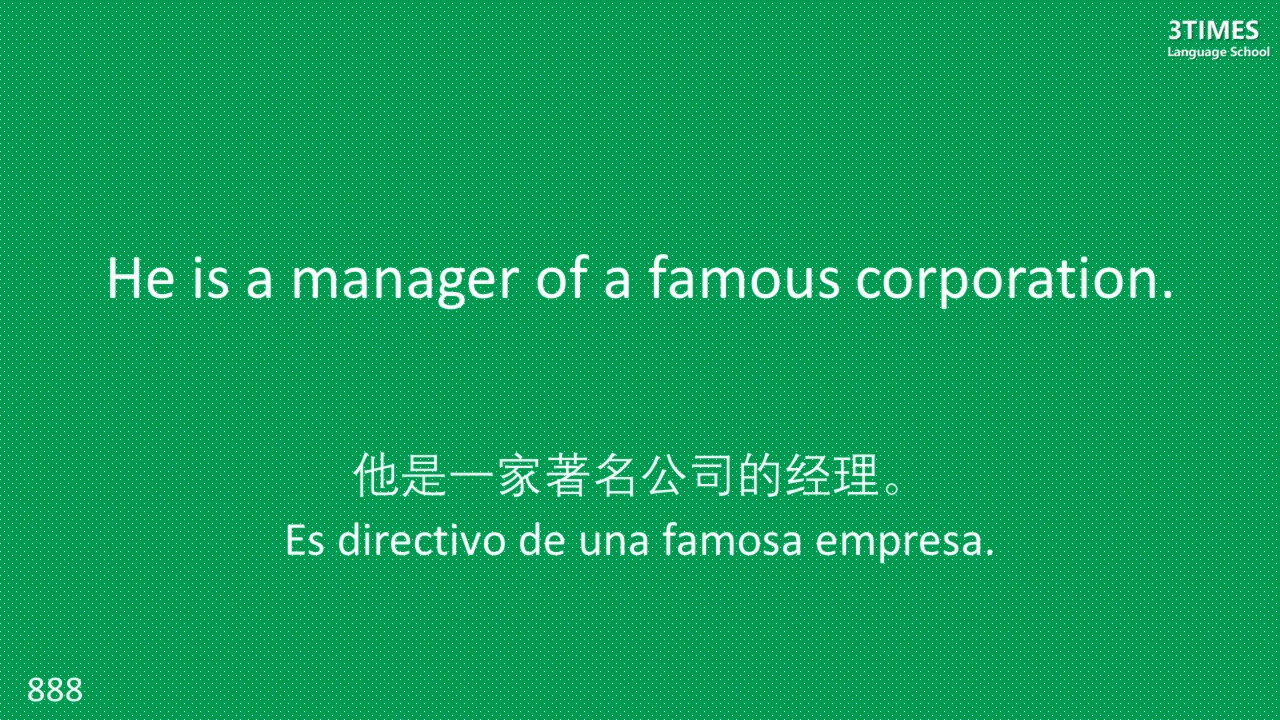 3TIMES
Language School
He is a manager of a famous corporation.
他是一家著名公司的经理。
Es directivo de una famosa empresa.
888